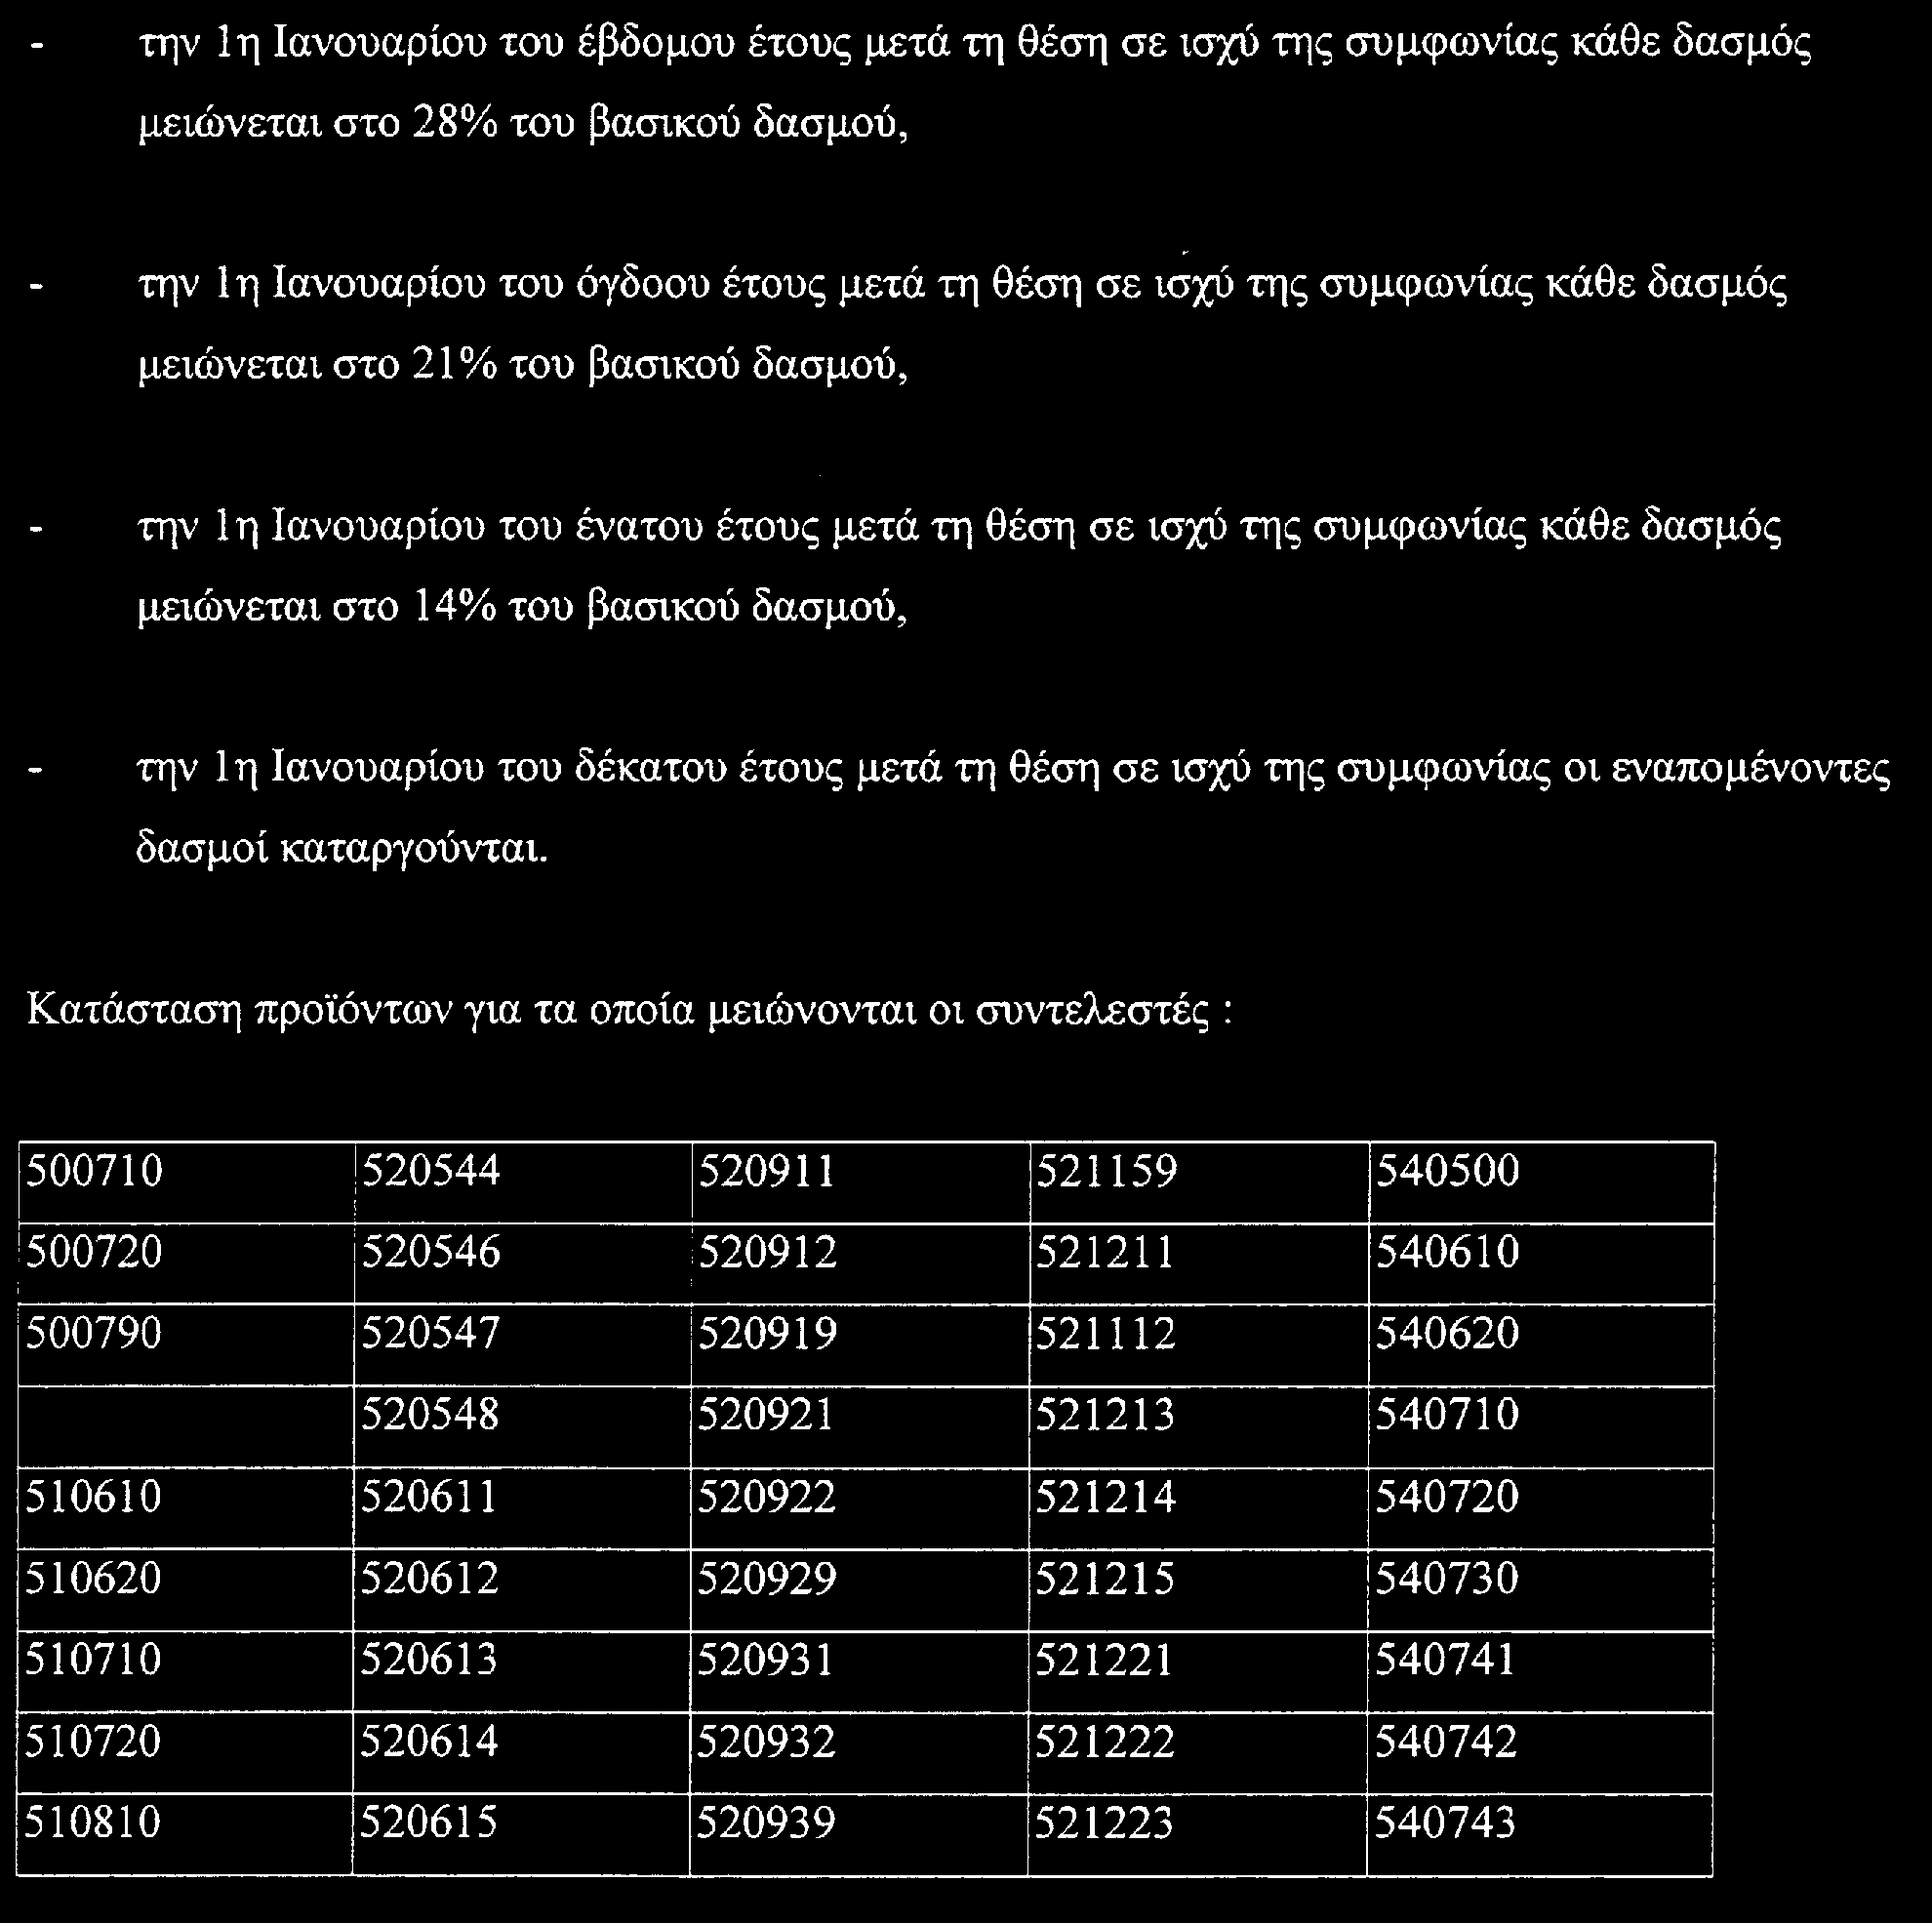 - την 1η Ιανουαρίου του έβδομου έτους μετά τη θέση σε ισχύ της συμφωνίας κάθε δασμός
μειώνεται στο 28% του βασικού δασμού,
- την 1η Ιανουαρίου του όγδοου έτους μετά τη θέση σε ισχύ της συμφωνίας κάθε δασμός
μειώνεται στο 21% του βασικού δασμού,
- την 1η Ιανουαρίου του ένατου έτους μετά τη θέση σε ισχύ της συμφωνίας κάθε δασμός
μειώνεται στο 14% του βασικού δασμού,
- την 1η Ιανουαρίου του δέκατου έτους μετά τη θέση σε ισχύ της συμφωνίας οι εναπομένοντες
δασμοί καταργούνται.
Κατάσταση προϊόντων για τα οποία μειώνονται οι συντελεστές :
500710 520544 520911 521159 540500
500720 520546 520912 521211 540610
500790 520547 520919 521112 540620
520548 520921 521213 540710
510610 520611 520922 521214 540720
510620 520612 520929 521215 540730
510710 520613 520931 521221 540741
510720 520614 520932 521222 540742
510810 520615 520939 521223 540743